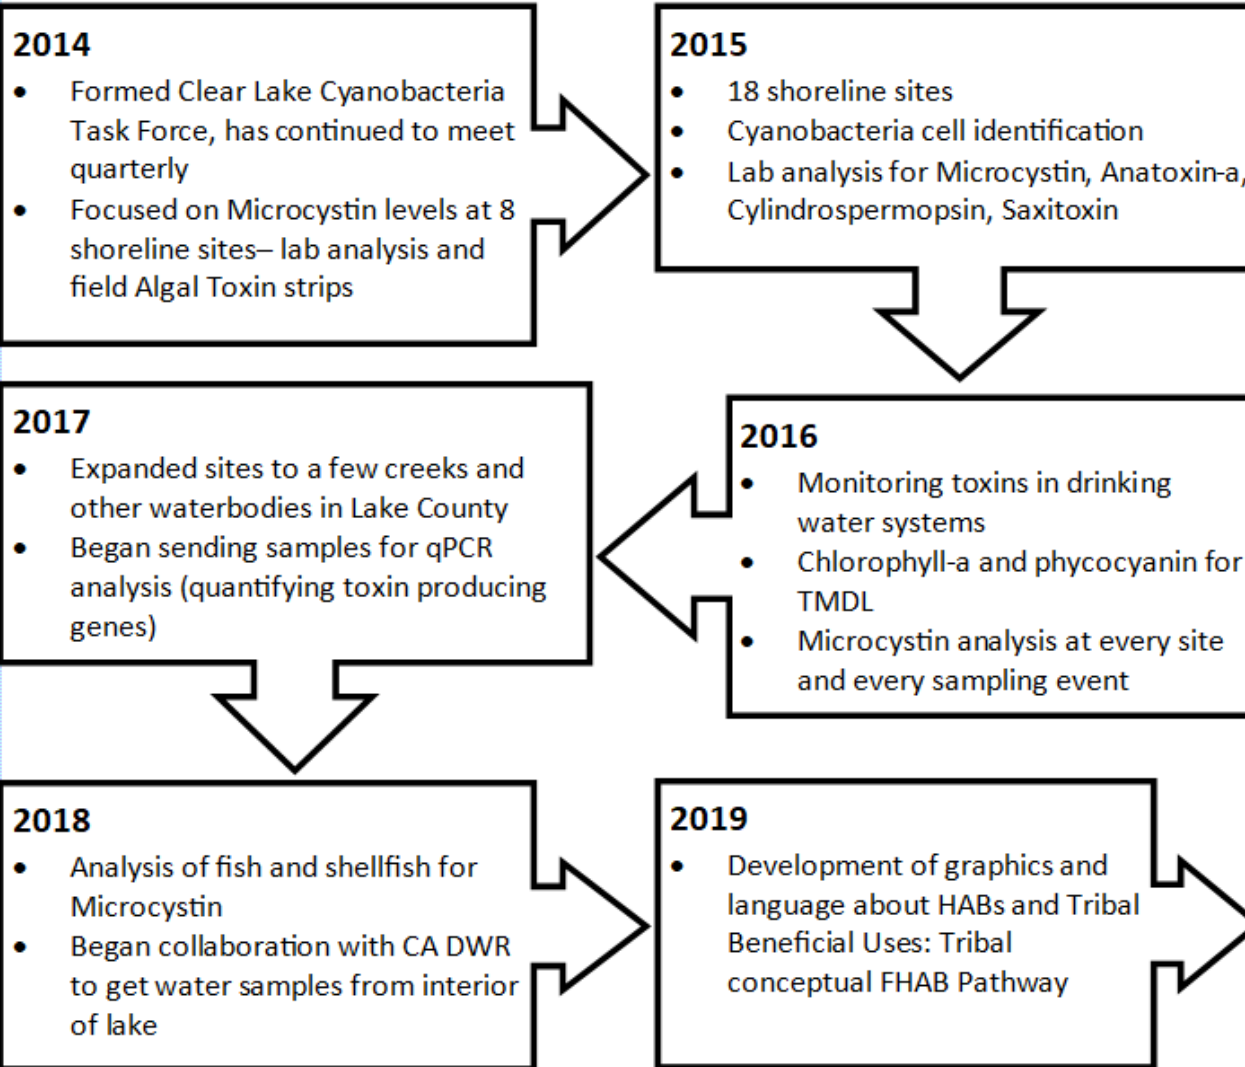 2014
• Formed Clear Lake Cyanobacteria
Task Force, has continued to meet
quarterly
• Focused on Microcystin levels at 8
shoreline sites– lab analysis and
field Algal Toxin strips
2015
• 18 shoreline sites
• Cyanobacteria cell identification
• Lab analysis for Microcystin, Anatoxin-a,
Cylindrospermopsin, Saxitoxin
2016
• Monitoring toxins in drinking
water systems
• Chlorophyll-a and phycocyanin for
TMDL
• Microcystin analysis at every site
and every sampling event
2017
• Expanded sites to a few creeks and
other waterbodies in Lake County
• Began sending samples for qPCR
analysis (quantifying toxin producing
genes)
2018
• Analysis of fish and shellfish for
Microcystin
• Began collaboration with CA DWR
to get water samples from interior
of lake
2019
• Development of graphics and
language about HABs and Tribal
Beneficial Uses: Tribal
conceptual FHAB Pathway